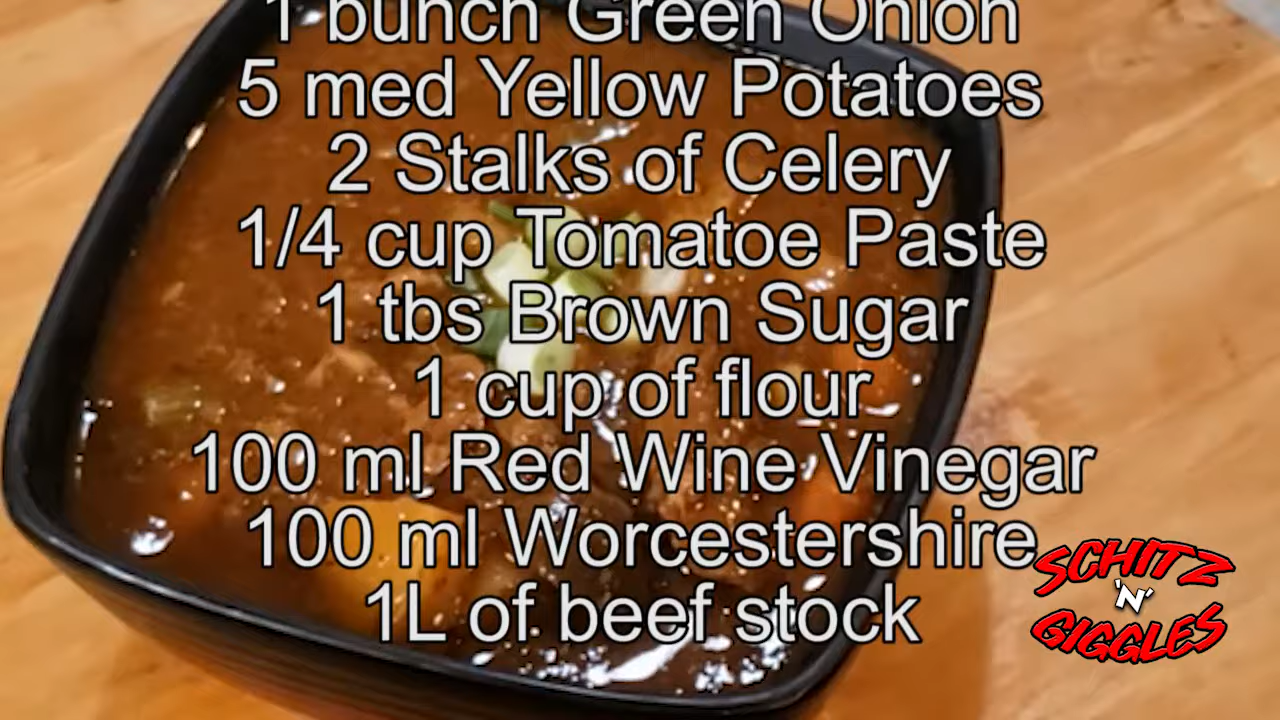 1 bunch Green Onion
5 med Yellow Potatoes
2 Stalks of Celery
1/4 cup Tomatoe Paste
1 tbs Brown Sugar
1 cup of flour
100 ml Red Wine Vinegar
100 ml Worcestershire
1L of beef stock
SCHITZ
'N'
GIGGLES